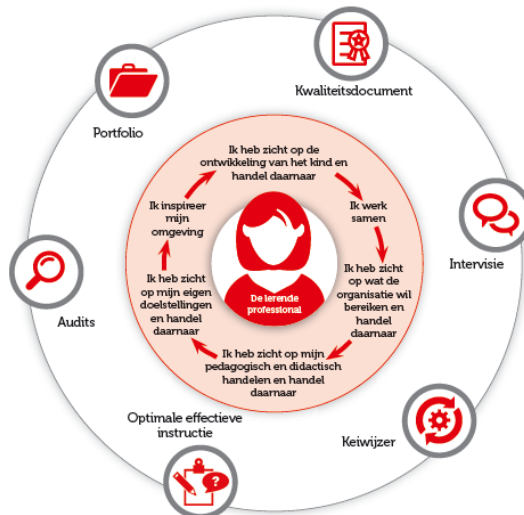 Kwaliteitsdocument
Portfolio
Ik heb zicht op de
ontwikkeling van het kind en
handel daarnaar
Ik inspireer
mijn
omgeving
Ik werk
samen
Intervisie
Ik heb zicht
op wat de
organisatie wil
bereiken en
handel
daarnaar
Ik heb zicht
op mijn eigen
doelstellingen
en handel
daarnaar
De lerende
professional
Audits
Ik heb zicht op mijn
pedagogisch en didactisch
handelen en handel
daarnaar
Optimale effectieve
instructie
?
Keiwijzer